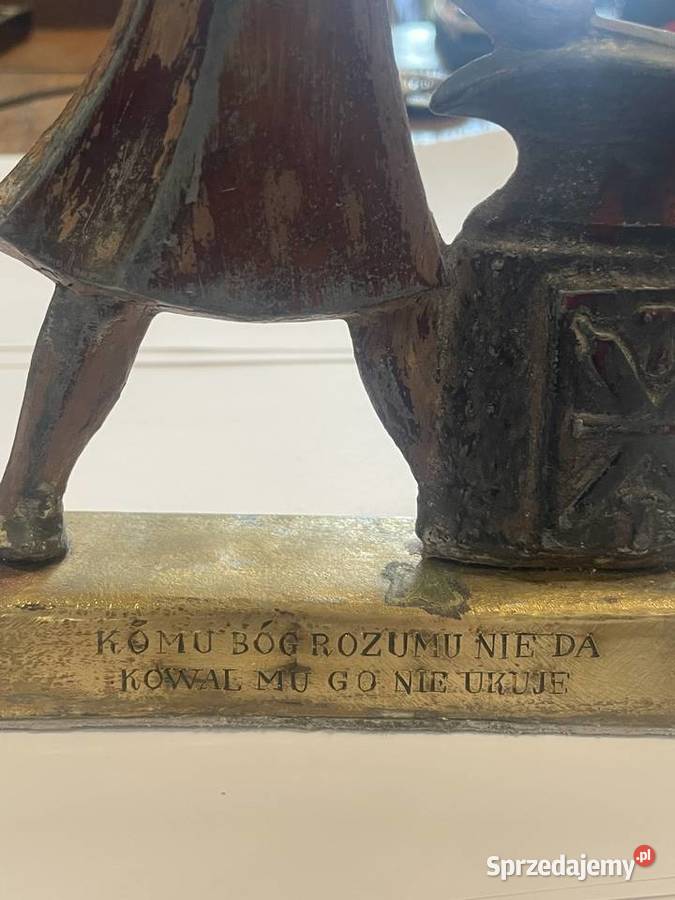 KOMU BÓG ROZUMU NIE DA
KOWAL MU GO NIE UKUJE
Sprzedajemy.pl